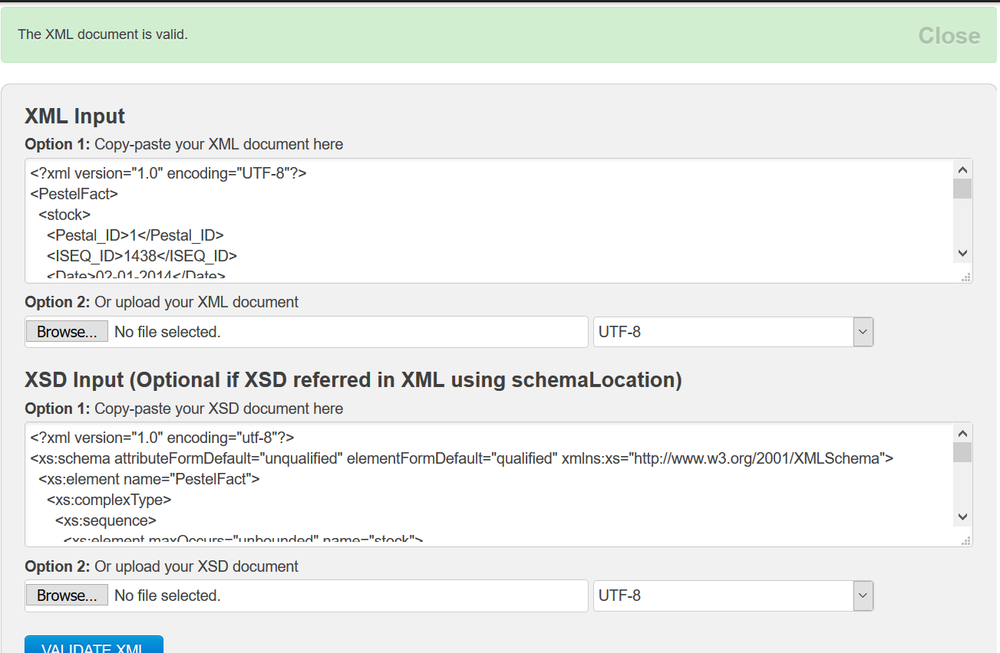 The XML document is valid.
Close
XML Input
Option 1: Copy-paste your XML document here
<?xml version="1.0" encoding="UTF-8"?>
<PestelFact>
<stock>
<Pestal_ID>1</Pestal_ID>
<ISEQ_ID>1438</ISEQ_ID>
<Date>02-01-2014</Date>
Option 2: Or upload your XML document
Browse... No file selected. UTF-8
XSD Input (Optional if XSD referred in XML using schemaLocation)
Option 1: Copy-paste your XSD document here
<?xml version="1.0" encoding="utf-8"?>
<xs:schema attributeFormDefault="unqualified" elementFormDefault="qualified" xmlns:xs="http://www.w3.org/2001/XMLSchema">
<xs:element name="PestelFact">
<xs:complexType>
<xs:sequence>
<xs:element maxOccurs="unbounded" name="stock">
Option 2: Or upload your XSD document
Browse... No file selected. UTF-8
VALIDATE XML